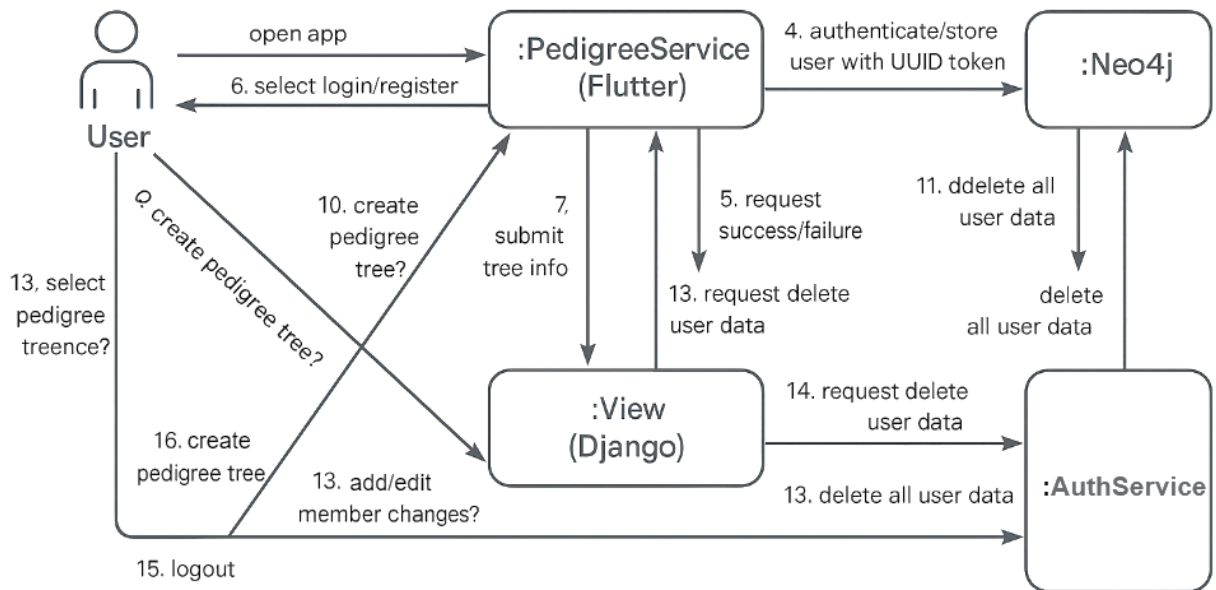 open app
6. select login/register
:PedigreeService
(Flutter)
4. authenticate/store
user with UUID token
:Neo4j
User
Q. create pedigree tree?
10. create
pedigree
tree?
7,
submit
tree info
5. request
success/failure
11. ddelete all
user data
13, select
pedigree
treence?
13. request delete
user data
delete
all user data
:View
(Django)
14. request delete
user data
16. create
pedigree tree
13. add/edit
member changes?
13. delete all user data
:AuthService
15. logout